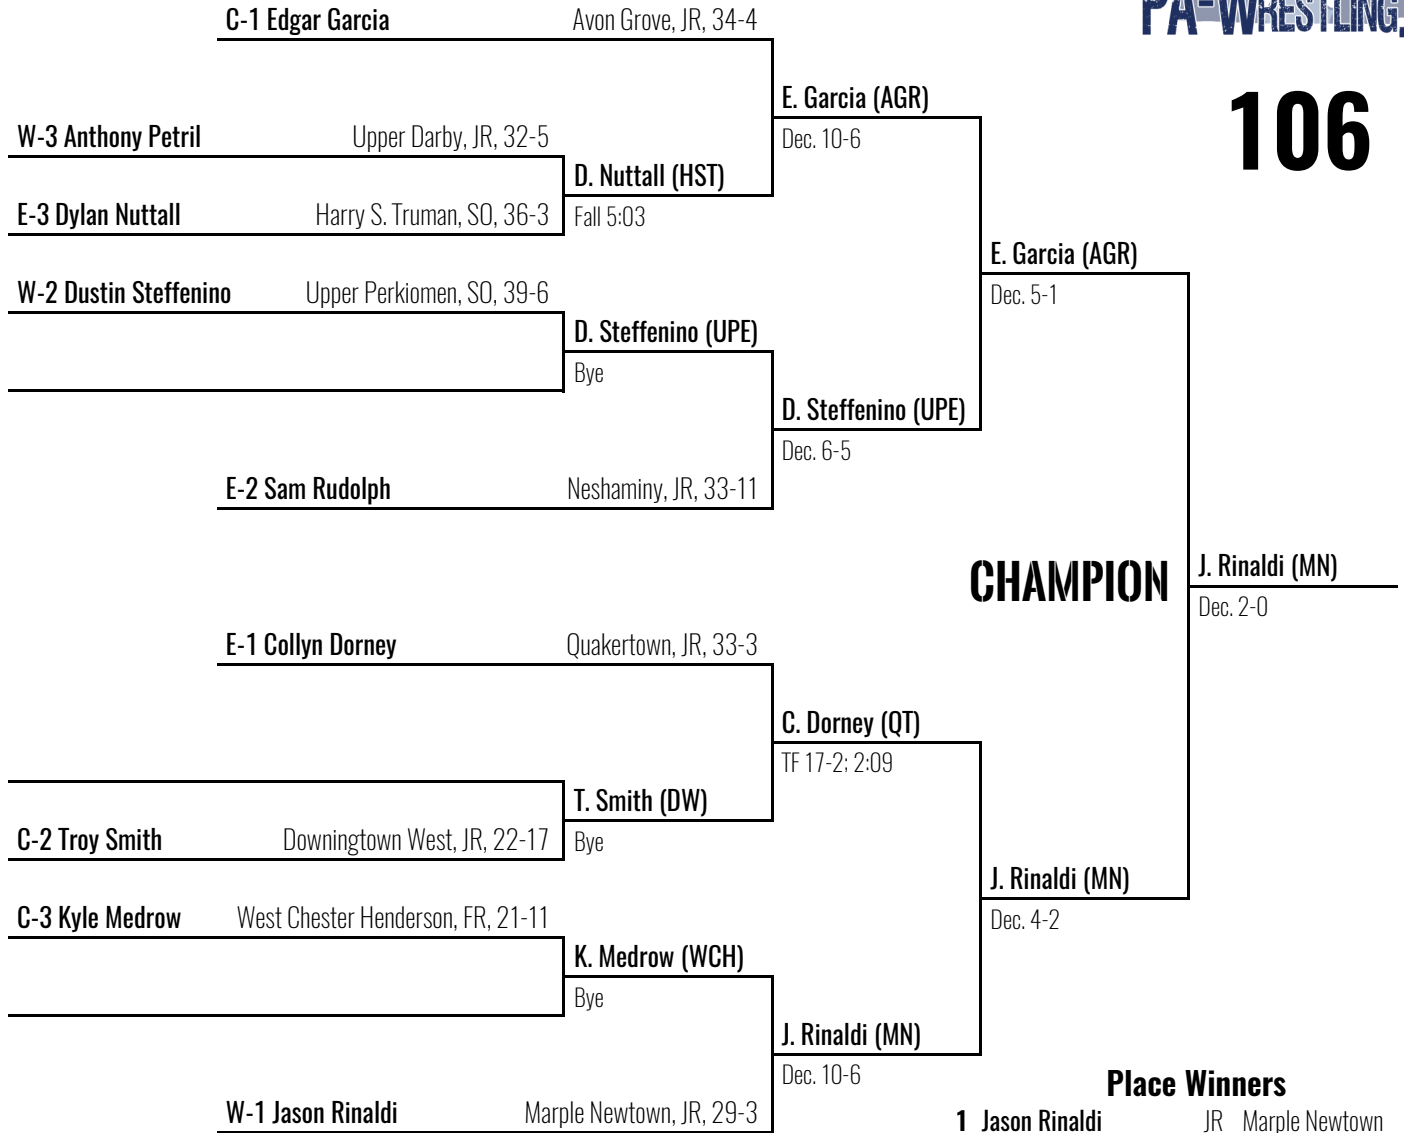 C-1 Edgar Garcia Avon Grove, JR, 34-4
PA-WRESTLING.
106
E. Garcia (AGR)
Dec. 10-6
W-3 Anthony Petril Upper Darby, JR, 32-5
D. Nuttall (HST)
Fall 5:03
E-3 Dylan Nuttall Harry S. Truman, SO, 36-3
E. Garcia (AGR)
Dec. 5-1
W-2 Dustin Steffenino Upper Perkiomen, SO, 39-6
D. Steffenino (UPE)
Bye
D. Steffenino (UPE)
Dec. 6-5
E-2 Sam Rudolph Neshaminy, JR, 33-11
CHAMPION
J. Rinaldi (MN)
Dec. 2-0
E-1 Collyn Dorney Quakertown, JR, 33-3
C. Dorney (QT)
TF 17-2; 2:09
T. Smith (DW)
Bye
C-2 Troy Smith Downingtown West, JR, 22-17
J. Rinaldi (MN)
Dec. 4-2
C-3 Kyle Medrow West Chester Henderson, FR, 21-11
K. Medrow (WCH)
Bye
J. Rinaldi (MN)
Dec. 10-6
W-1 Jason Rinaldi Marple Newtown, JR, 29-3
Place Winners
1 Jason Rinaldi JR Marple Newtown